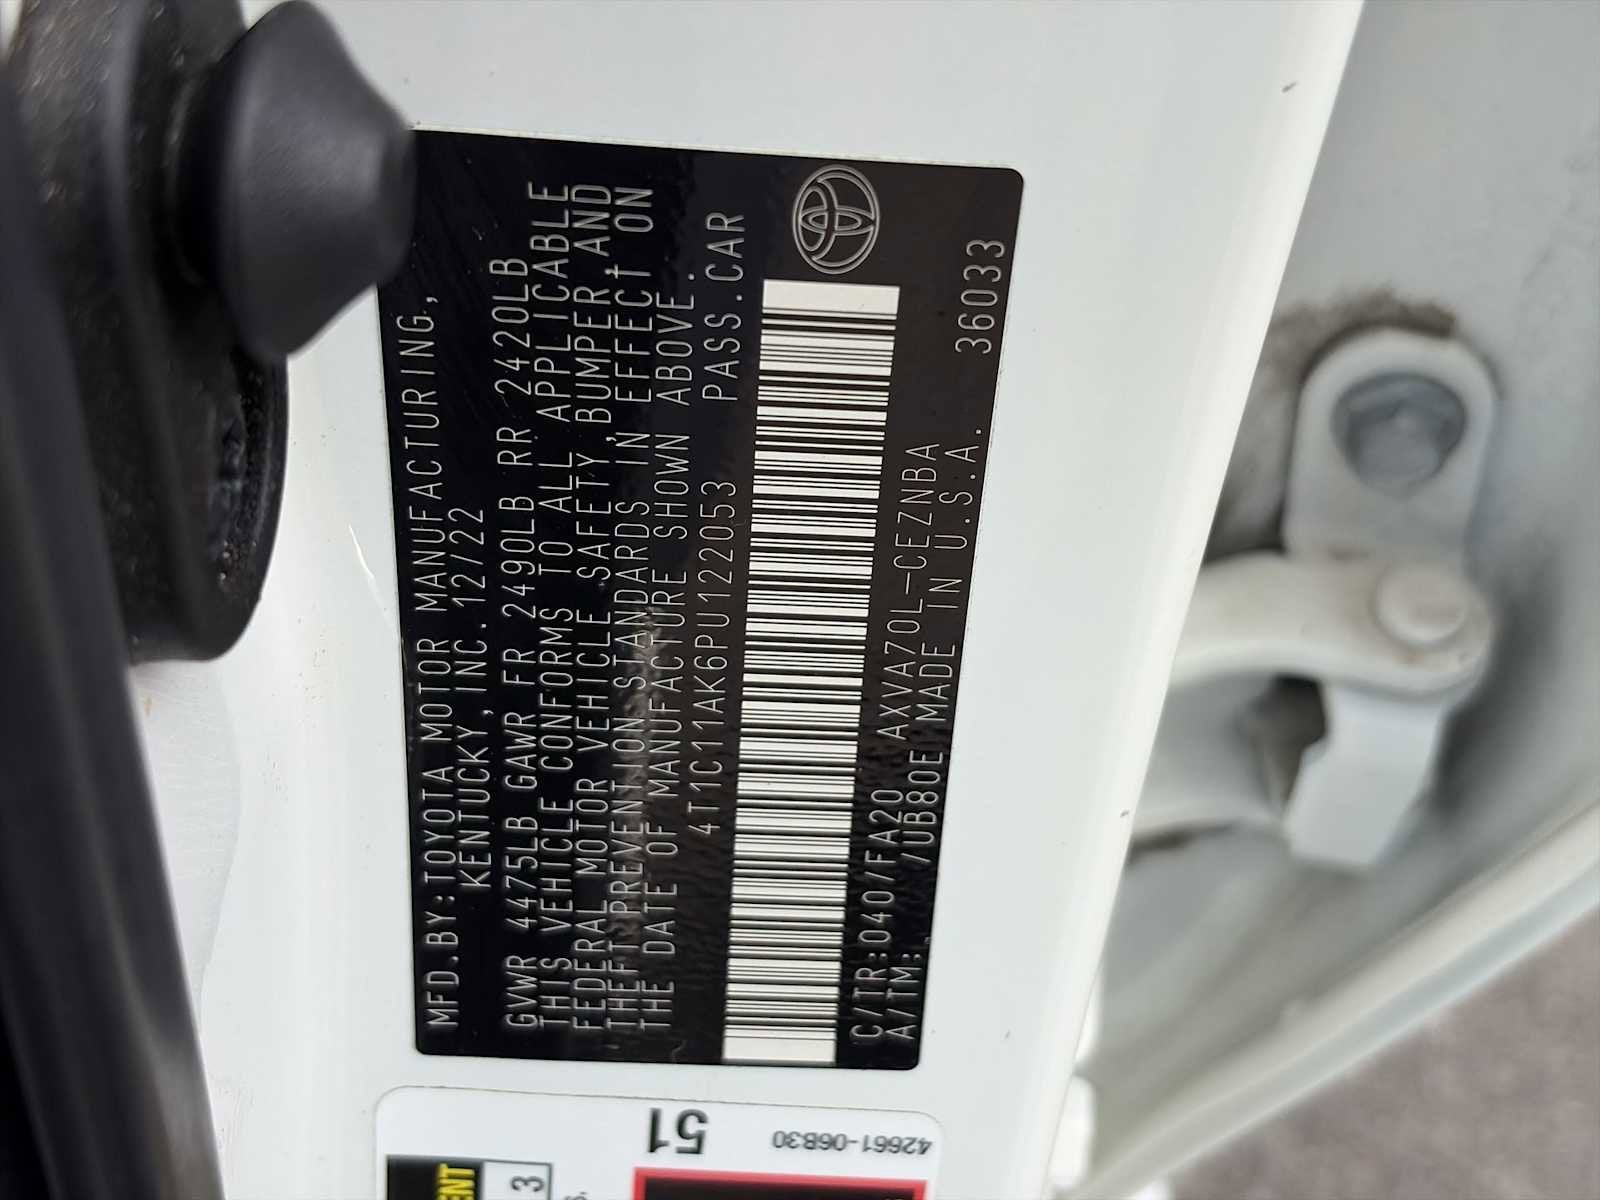 MFD.BY:TOYOTA MOTOR MANUFACTURING,
KENTUCKY,INC.12/22
GVWR 4475LB GAWR FR 2490LB RR 2420LB
THIS VEHICLE CONFORMS TO ALL APPLICABLE
FEDERAL MOTOR VEHICLE SAFETY,BUMPER,AND
THEFT PREVENTION STANDARDS IN EFFECT ON
THE DATE OF MANUFACTURE SHOWN ABOVE.
4T1C11AK6PU122053 PASS.CAR
C/TR:040/FA20 AXVA70L-CEZNBA 36033
A/TM: /UB80E MADE IN U.S.A.
51
42661-06B30
3